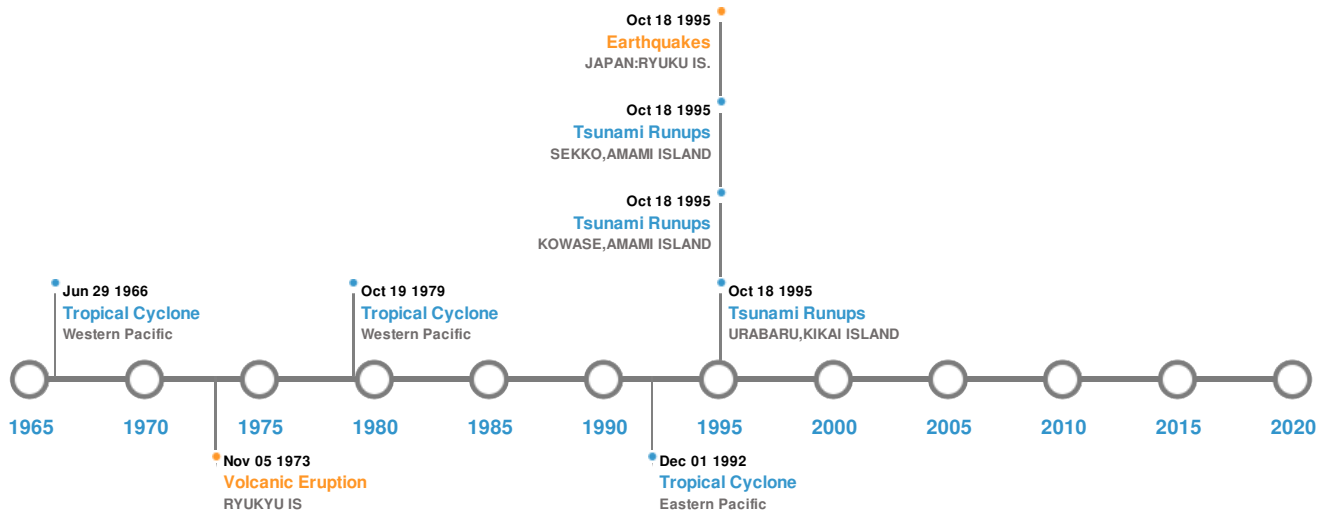 Oct 18 1995
Earthquakes
JAPAN:RYUKU IS.
Oct 18 1995
Tsunami Runups
SEKKO,AMAMI ISLAND
Oct 18 1995
Tsunami Runups
KOWASE,AMAMI ISLAND
Jun 29 1966
Tropical Cyclone
Western Pacific
Oct 19 1979
Tropical Cyclone
Western Pacific
Oct 18 1995
Tsunami Runups
URABARU,KIKAI ISLAND
1965 1970 1975 1980 1985 1990 1995 2000 2005 2010 2015 2020
Nov 05 1973
Volcanic Eruption
RYUKYU IS
Dec 01 1992
Tropical Cyclone
Eastern Pacific